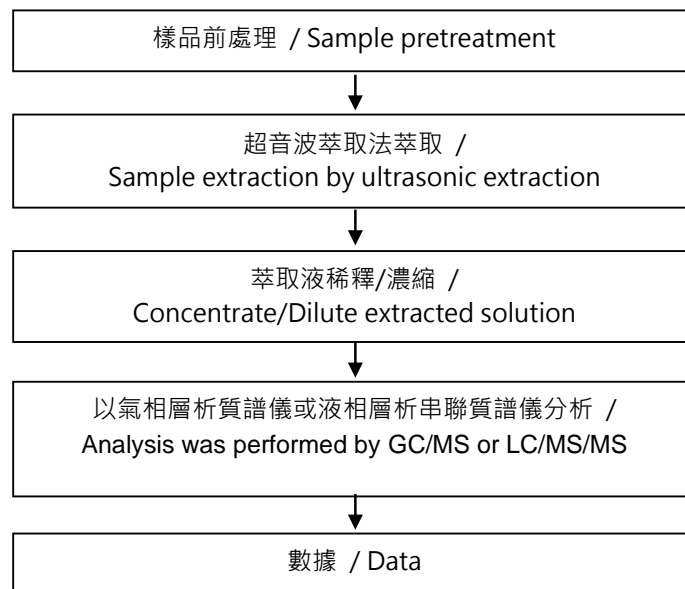 樣品前處理 / Sample pretreatment
超音波萃取法萃取 /
Sample extraction by ultrasonic extraction
萃取液稀釋/濃縮 /
Concentrate/Dilute extracted solution
以氣相層析質譜儀或液相層析串聯質譜儀分析 /
Analysis was performed by GC/MS or LC/MS/MS
數據 / Data